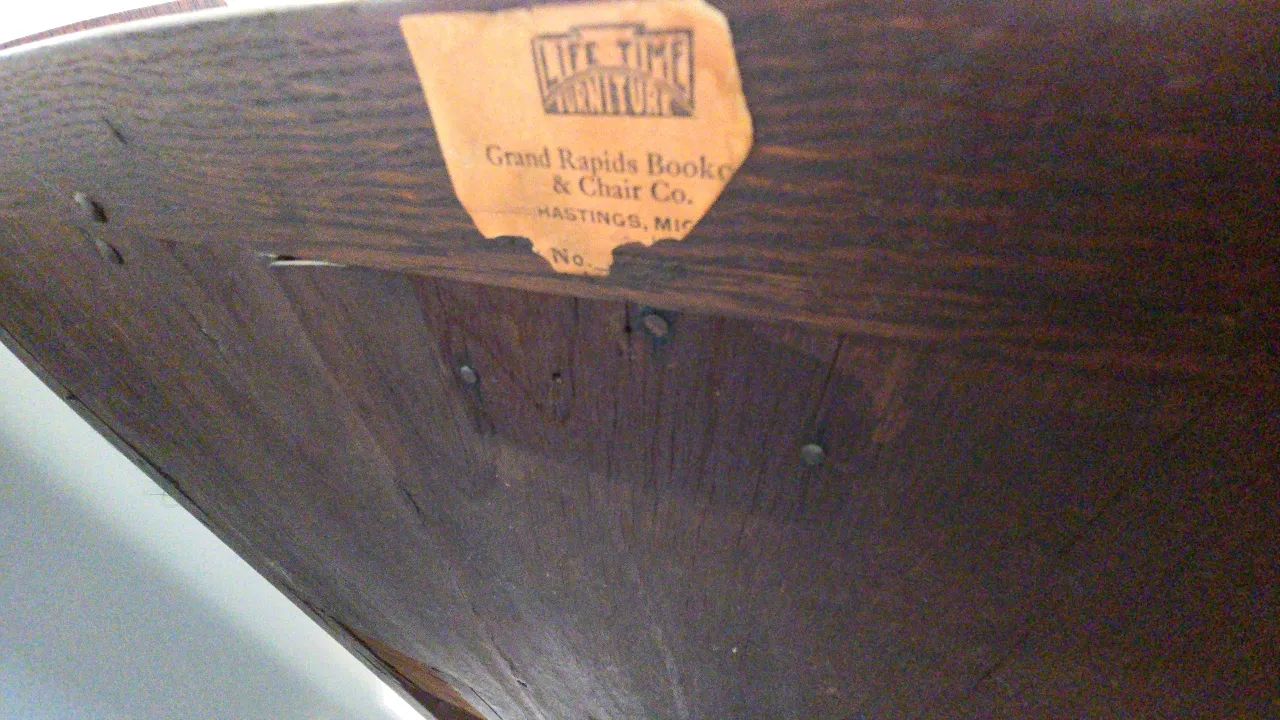 LIFE TIME
FURNITURE
Grand Rapids Bookc
& Chair Co.
HASTINGS, MIC
No.